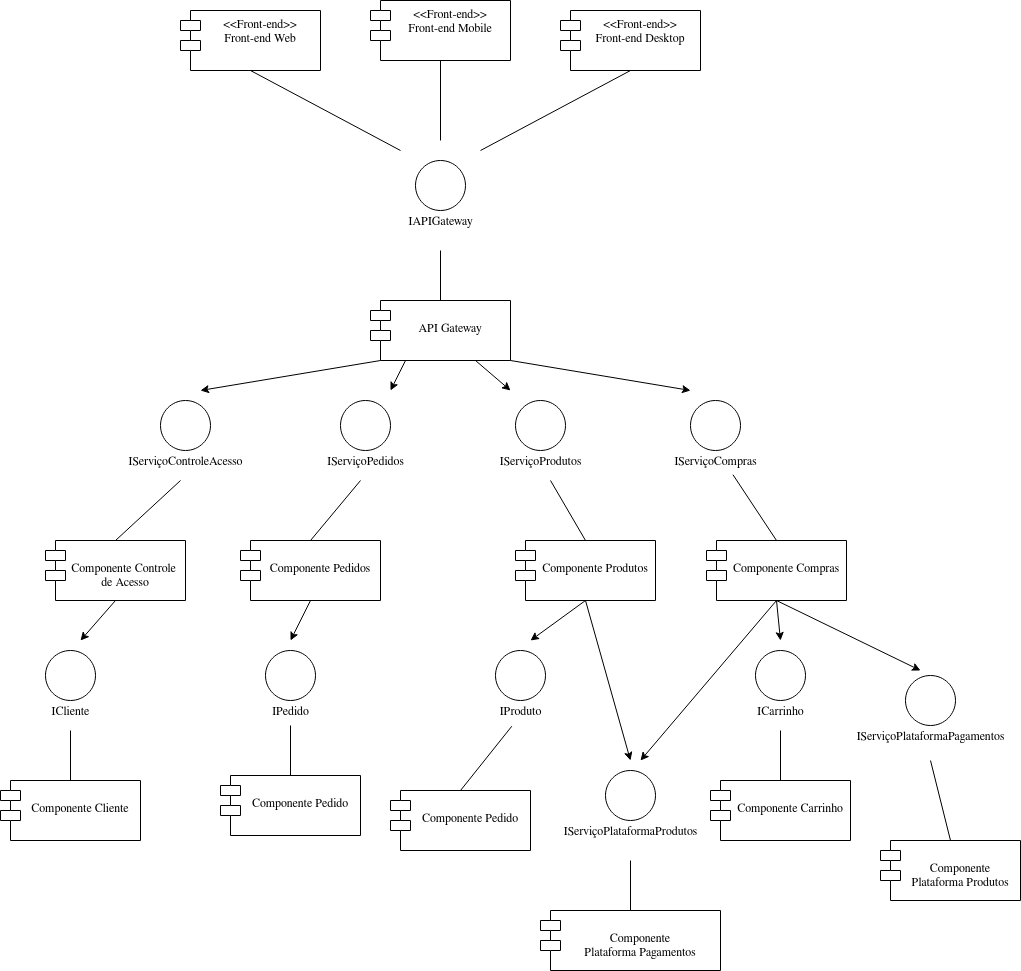 <<Front-end>>
Front-end Web
<<Front-end>>
Front-end Mobile
<<Front-end>>
Front-end Desktop
IAPIGateway
API Gateway
IServiçoControleAcesso
IServiçoPedidos
IServiçoProdutos
IServiçoCompras
Componente Controle
de Acesso
Componente Pedidos
Componente Produtos
Componente Compras
ICliente
IPedido
IProduto
ICarrinho
IServiçoPlataformaPagamentos
Componente Cliente
Componente Pedido
Componente Pedido
IServiçoPlataformaProdutos
Componente Carrinho
Componente
Plataforma Produtos
Componente
Plataforma Pagamentos